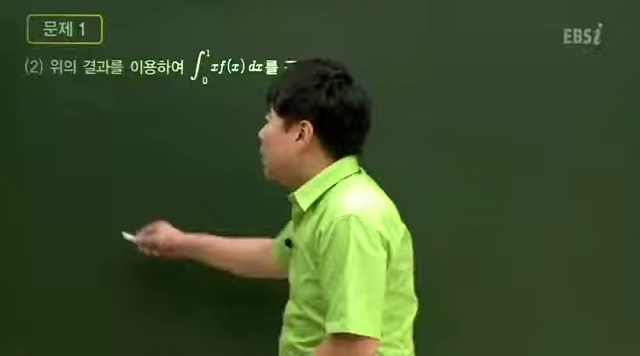 문제 1
EBSi
(2) 위의 결과를 이용하여 ∫₀¹ xf(x) dx를